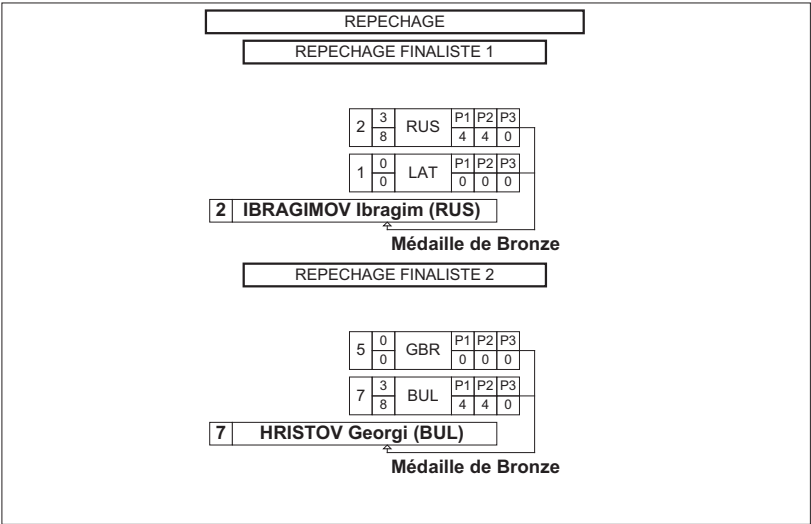 REPECHAGE
REPECHAGE FINALISTE 1
2 3 RUS P1 P2 P3
8 4 4 0
1 0 LAT P1 P2 P3
0 0 0 0
2 IBRAGIMOV Ibragim (RUS)
Médaille de Bronze
REPECHAGE FINALISTE 2
5 0 GBR P1 P2 P3
0 0 0 0
7 3 BUL P1 P2 P3
8 4 4 0
7 HRISTOV Georgi (BUL)
Médaille de Bronze